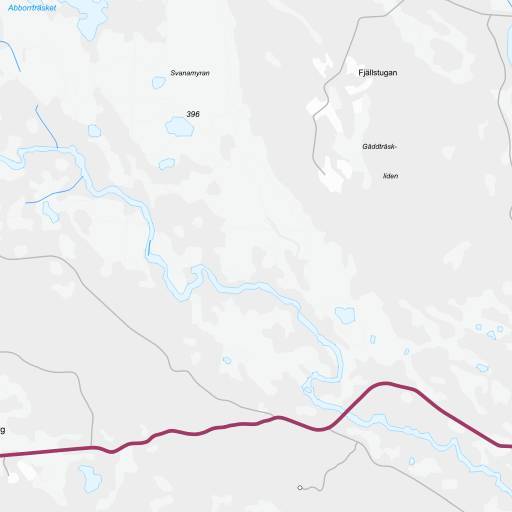 Abborrträsket
Svanamyran
Fjällstugan
396
Gäddträsk-
liden
g